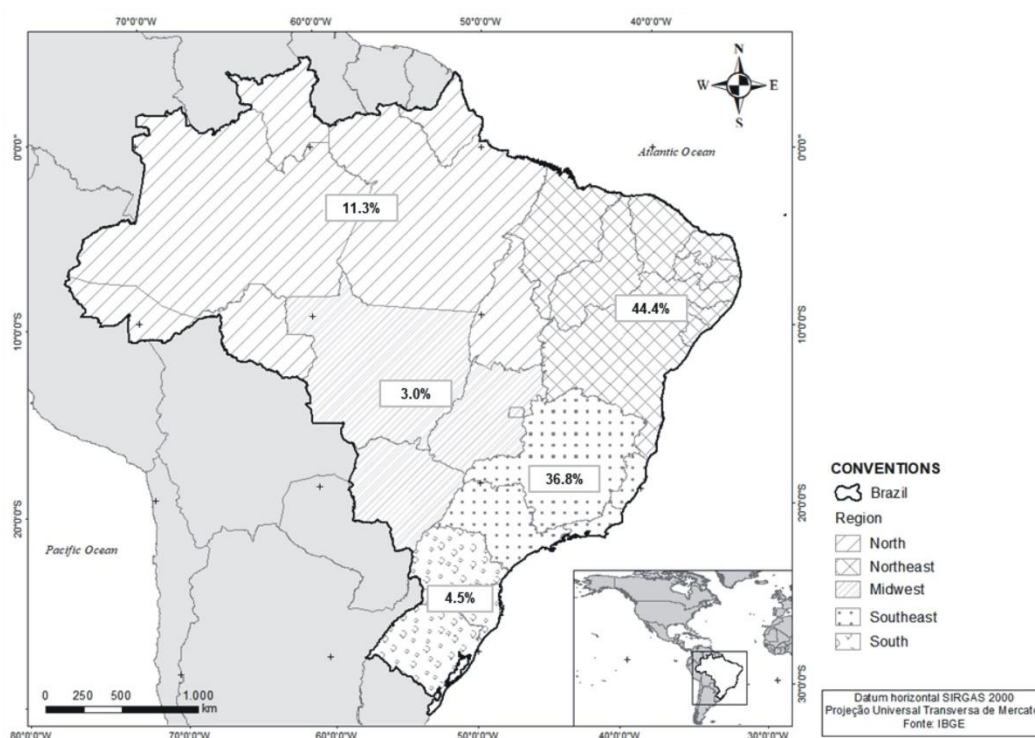 70°0'0"W 60°0'0"W 50°0'0"W 40°0'0"W
N
W E
S
0°0'0" 0°0'0"
Atlantic Ocean
11.3%
44.4%
10°0'0"S 10°0'0"S
3.0%
36.8%
CONVENTIONS
Brazil
Region
North
Northeast
Midwest
Southeast
South
20°0'0"S 20°0'0"S
Pacific Ocean
4.5%
0 250 500 1.000
km
30°0'0"S
Datum horizontal SIRGAS 2000
Projeção Universal Transversa de Mercato
Fonte: IBGE
80°0'0"W 70°0'0"W 60°0'0"W 50°0'0"W 40°0'0"W 30°0'0"W